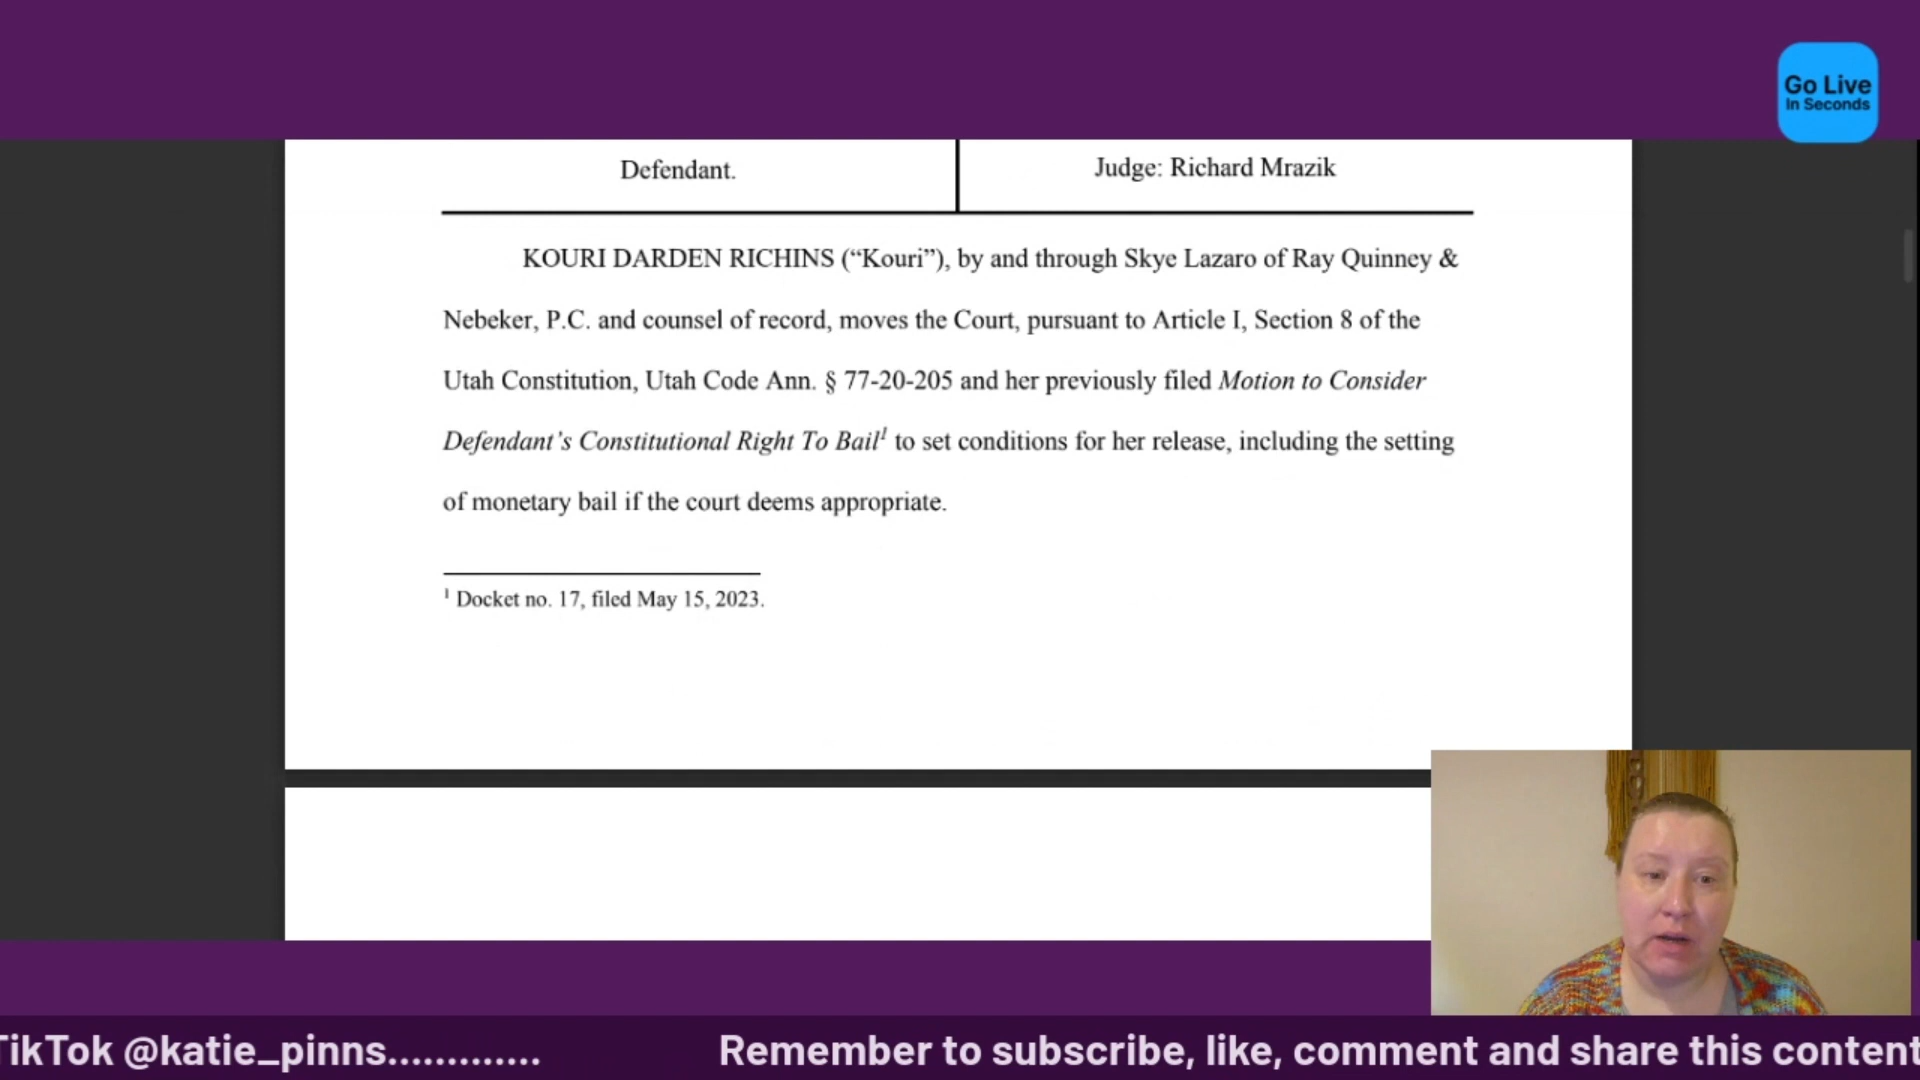 Go Live
In Seconds
Defendant.
Judge: Richard Mrazik
KOURI DARDEN RICHINS (“Kouri”), by and through Skye Lazaro of Ray Quinney &
Nebeker, P.C. and counsel of record, moves the Court, pursuant to Article I, Section 8 of the
Utah Constitution, Utah Code Ann. § 77-20-205 and her previously filed Motion to Consider
Defendant’s Constitutional Right To Bail¹ to set conditions for her release, including the setting
of monetary bail if the court deems appropriate.
¹ Docket no. 17, filed May 15, 2023.
TikTok @katie_pinns............. Remember to subscribe, like, comment and share this content